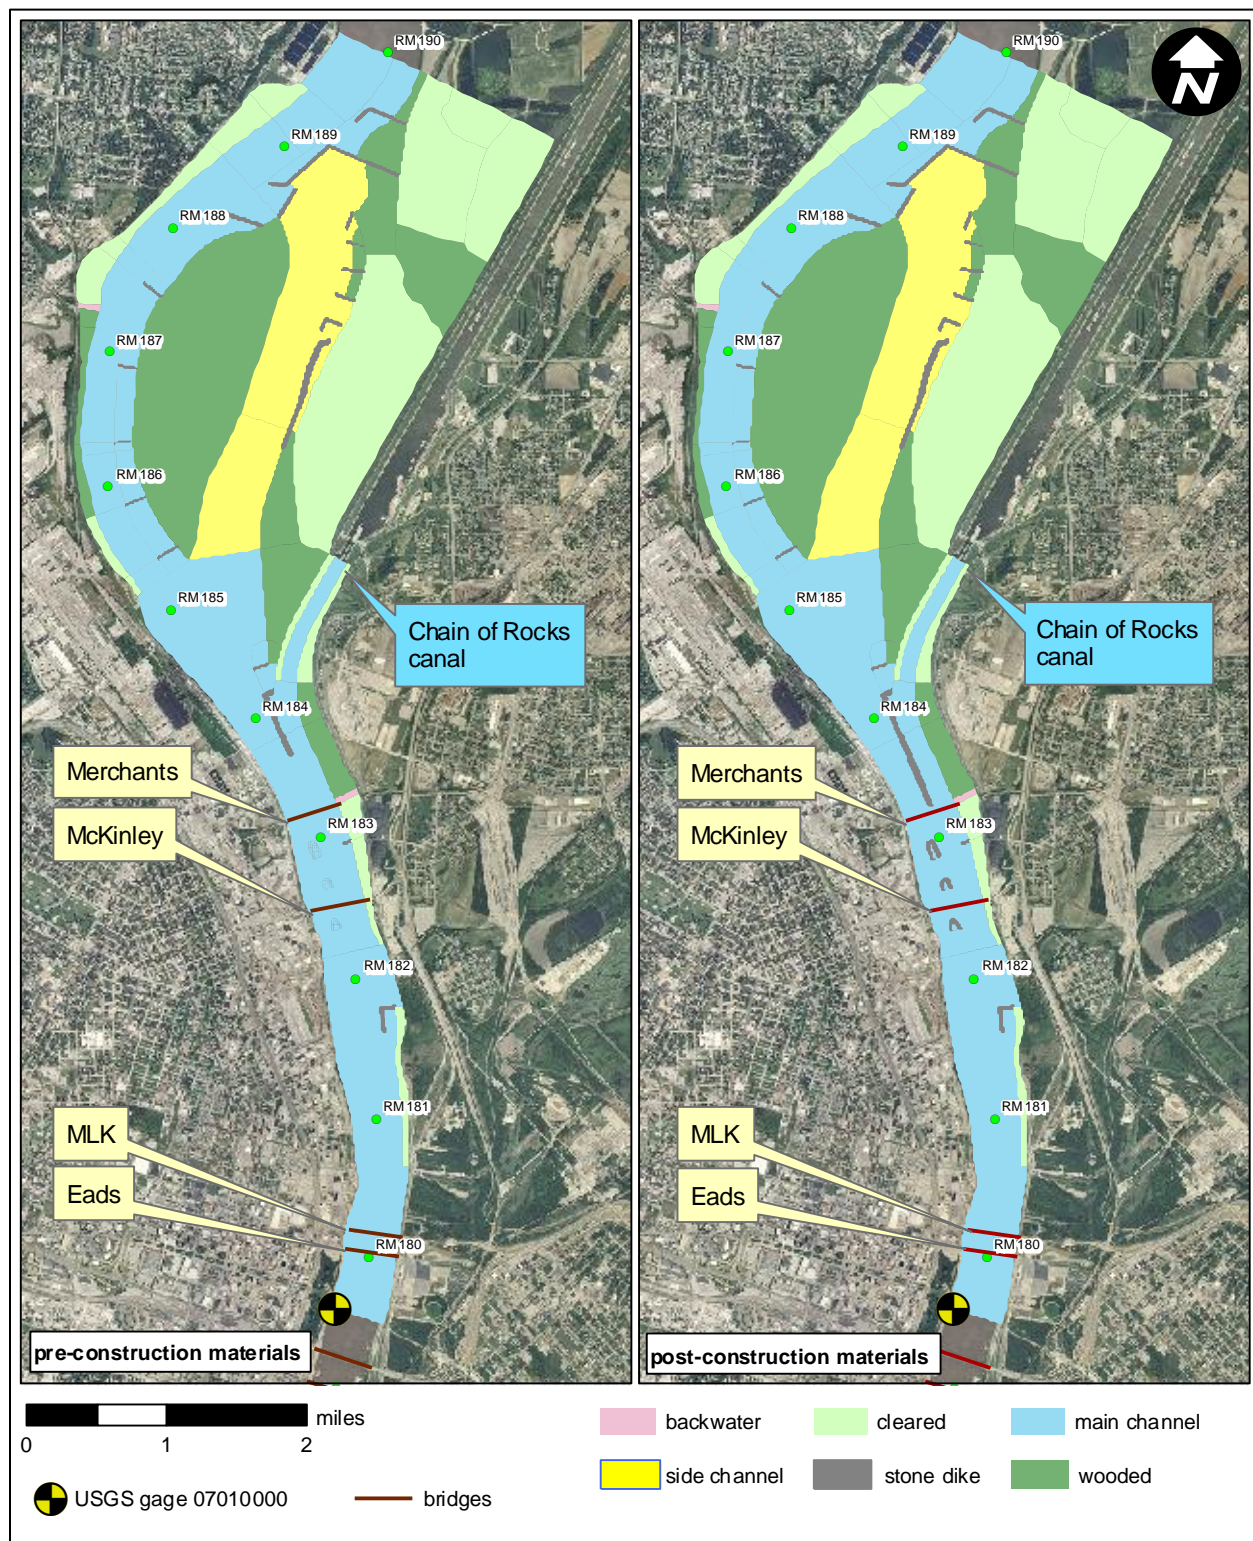 RM 190
RM 189
RM 188
RM 187
RM 186
RM 185
Chain of Rocks
canal
RM 184
Merchants
McKinley
RM 183
RM 182
RM 181
MLK
Eads
RM 180
pre-construction materials
N
RM 190
RM 189
RM 188
RM 187
RM 186
RM 185
Chain of Rocks
canal
RM 184
Merchants
McKinley
RM 183
RM 182
RM 181
MLK
Eads
RM 180
post-construction materials
miles
0 1 2
USGS gage 07010000
bridges
backwater
cleared
main channel
side channel
stone dike
wooded